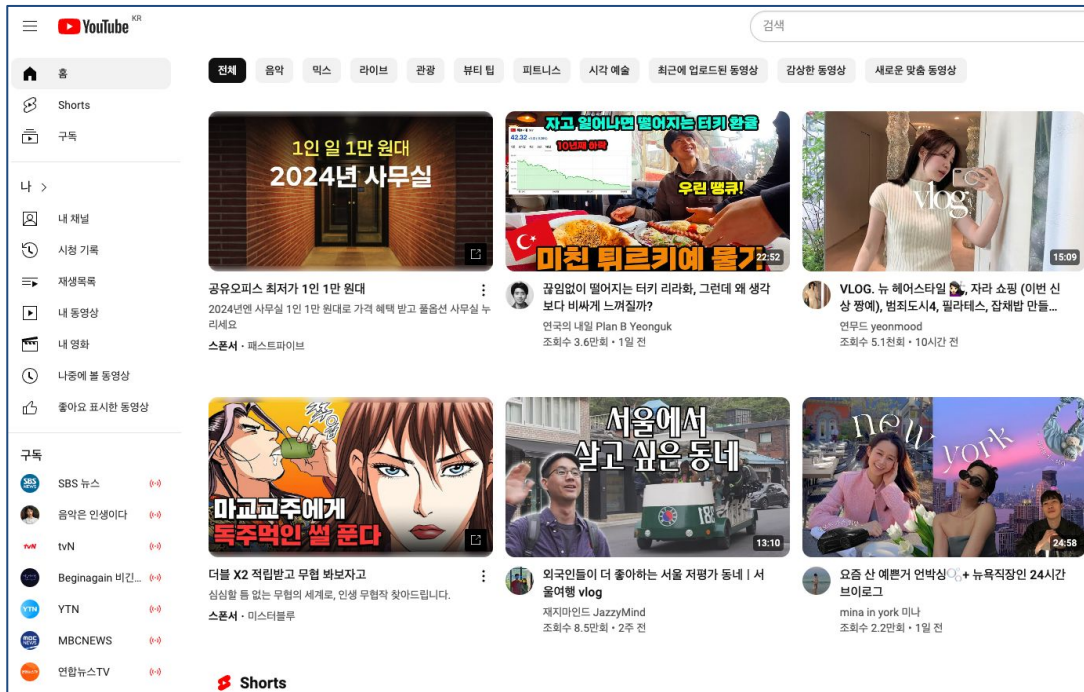 YouTube KR
검색
홈
Shorts
구독
나 >
내 채널
시청 기록
재생목록
내 동영상
내 영화
나중에 볼 동영상
좋아요 표시한 동영상
구독
SBS 뉴스
음악은 인생이다
tvN
Beginagain 비긴...
YTN
MBCNEWS
연합뉴스TV
전체 음악 믹스 라이브 관광 뷰티 팁 피트니스 시각 예술 최근에 업로드된 동영상 감상한 동영상 새로운 맞춤 동영상
1인 일 1만 원대
2024년 사무실
공유오피스 최저가 1인 1만 원대
2024년엔 사무실 1인 1만 원대로 가격 혜택 받고 풀옵션 사무실 누
리세요
스폰서 · 패스트파이브
자고 일어나면 떨어지는 터키 환율
42.32
10년째 하락
우린 땡큐!
미친 튀르키예 물가
22:52
끊임없이 떨어지는 터키 리라화, 그런데 왜 생각
보다 비싸게 느껴질까?
연국의 내일 Plan B Yeonguk
조회수 3.6만회 • 1일 전
vlog
15:09
VLOG. 뉴 헤어스타일, 자라 쇼핑 (이번 신
상 짱예), 범죄도시4, 필라테스, 잡채밥 만들...
연무드 yeonmood
조회수 5.1천회 • 10시간 전
마교교주에게
독주먹인 썰 푼다
더블 X2 적립받고 무협 봐보자고
심심할 틈 없는 무협의 세계로, 인생 무협작 찾아드립니다.
스폰서 · 미스터블루
서울에서
살고 싶은 동네
13:10
외국인들이 더 좋아하는 서울 저평가 동네 | 서
울여행 vlog
재지마인드 JazzyMind
조회수 8.5만회 • 2주 전
new york
24:58
요즘 산 예쁜거 언박싱 + 뉴욕직장인 24시간
브이로그
mina in york 미나
조회수 2.2만회 • 1일 전
Shorts